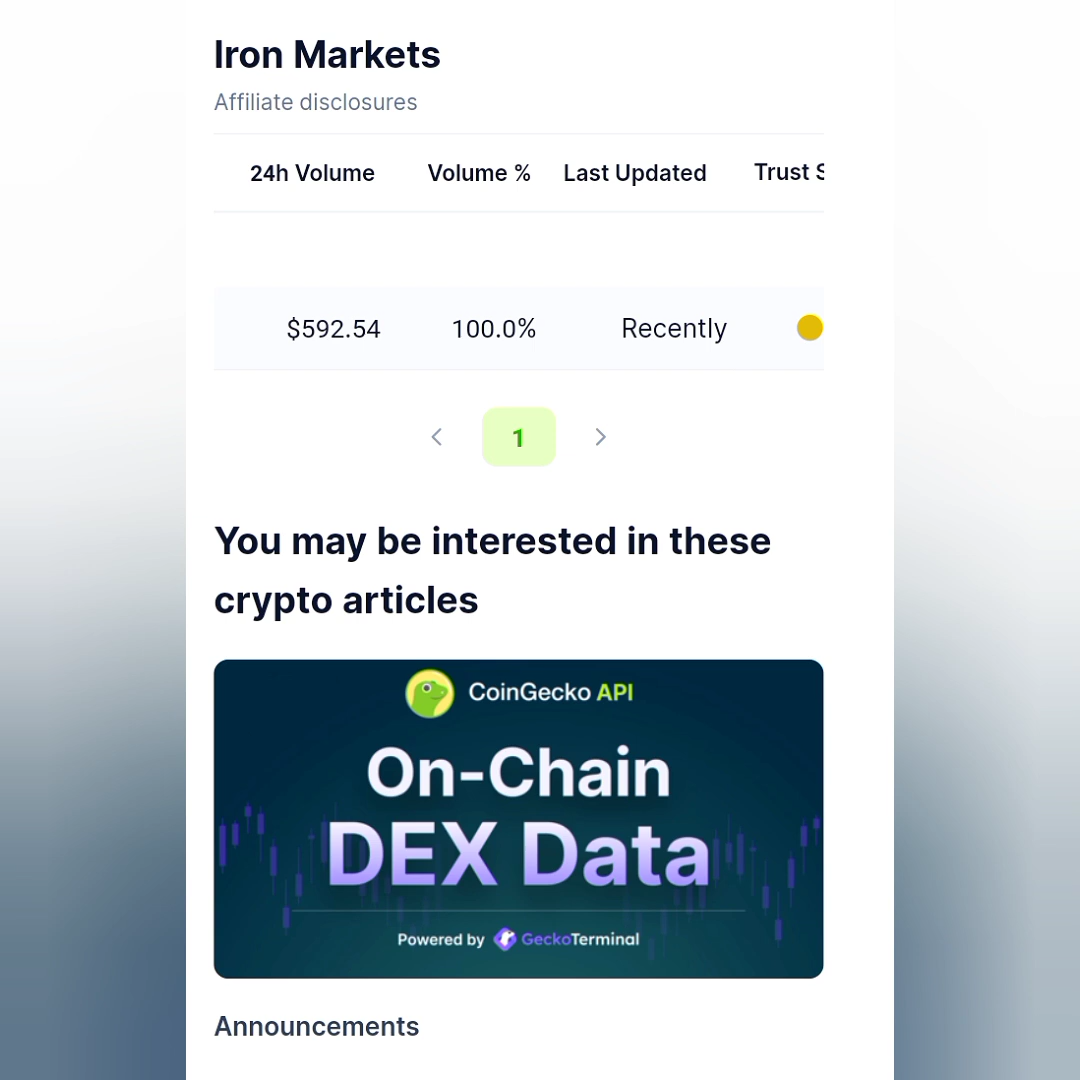 Iron Markets
Affiliate disclosures
24h Volume Volume % Last Updated Trust S
$592.54 100.0% Recently
1
You may be interested in these
crypto articles
CoinGecko API
On-Chain
DEX Data
Powered by GeckoTerminal
Announcements